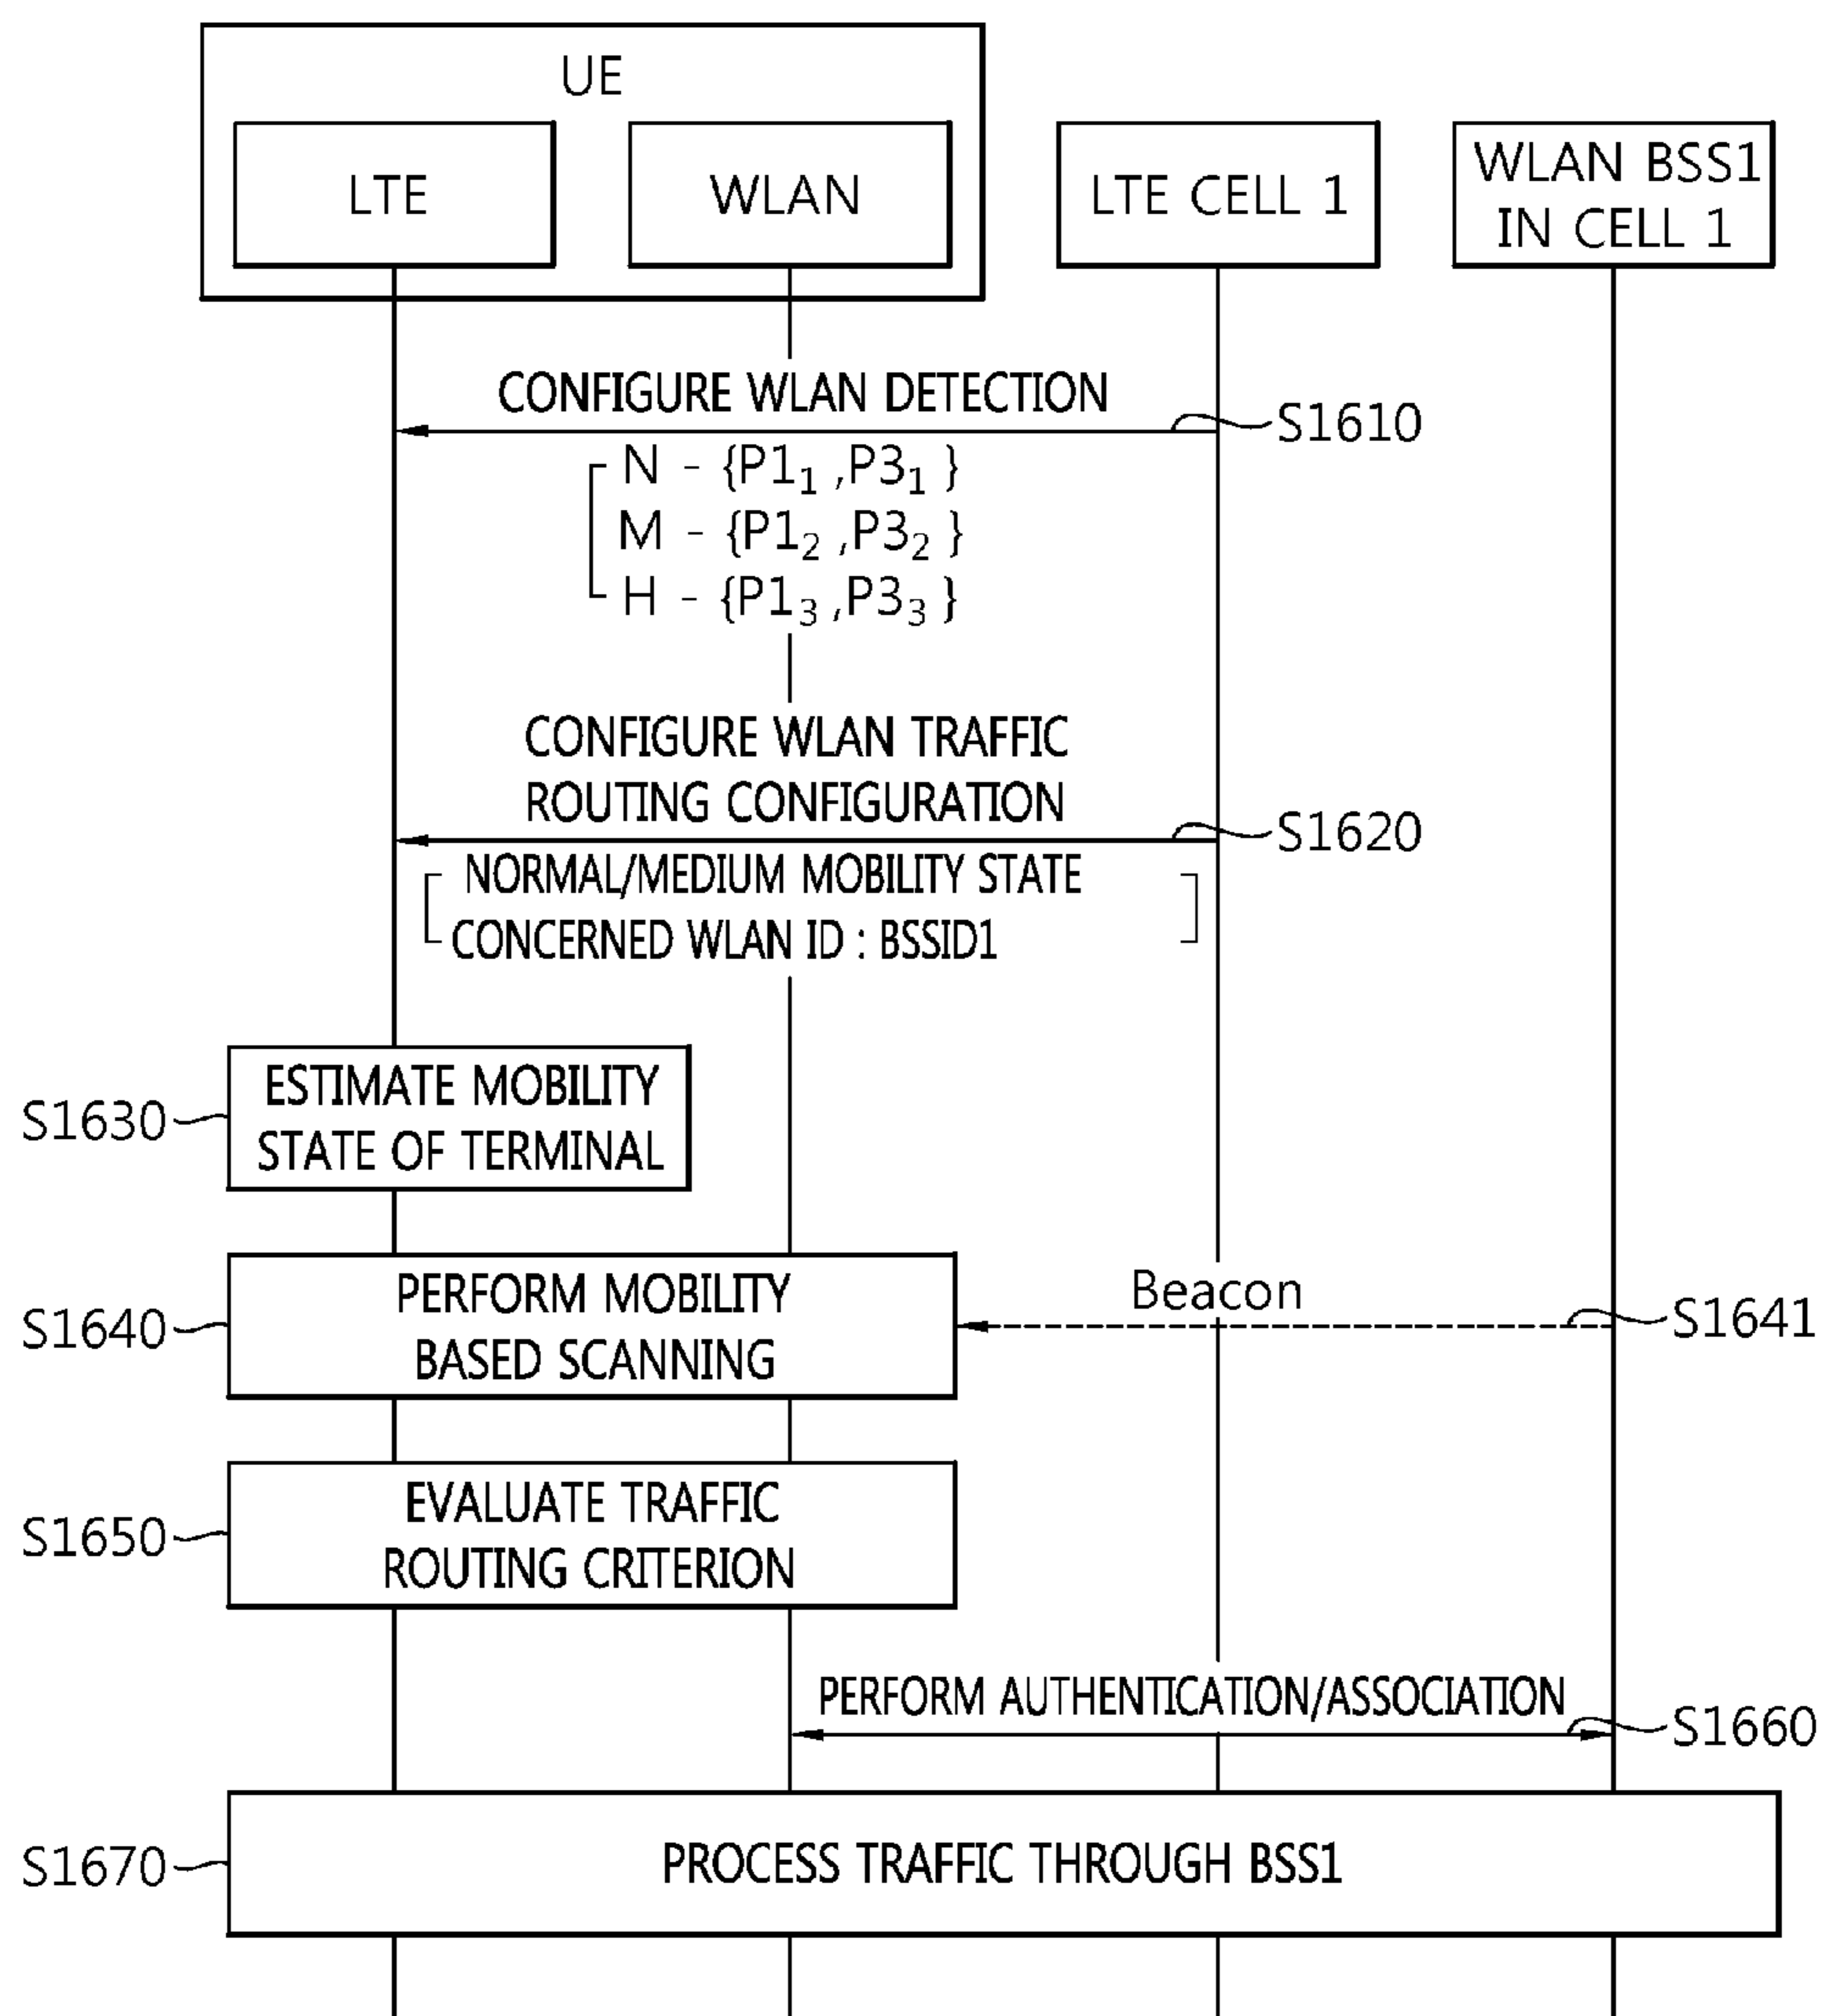 UE
LTE
WLAN
LTE CELL 1
WLAN BSS1
IN CELL 1
CONFIGURE WLAN DETECTION
S1610
N - {P1₁ ,P3₁ }
M - {P1₂ ,P3₂ }
H - {P1₃ ,P3₃ }
CONFIGURE WLAN TRAFFIC
ROUTING CONFIGURATION
S1620
NORMAL/MEDIUM MOBILITY STATE
CONCERNED WLAN ID : BSSID1
ESTIMATE MOBILITY
STATE OF TERMINAL
S1630
PERFORM MOBILITY
BASED SCANNING
S1640
Beacon
S1641
EVALUATE TRAFFIC
ROUTING CRITERION
S1650
PERFORM AUTHENTICATION/ASSOCIATION
S1660
PROCESS TRAFFIC THROUGH BSS1
S1670